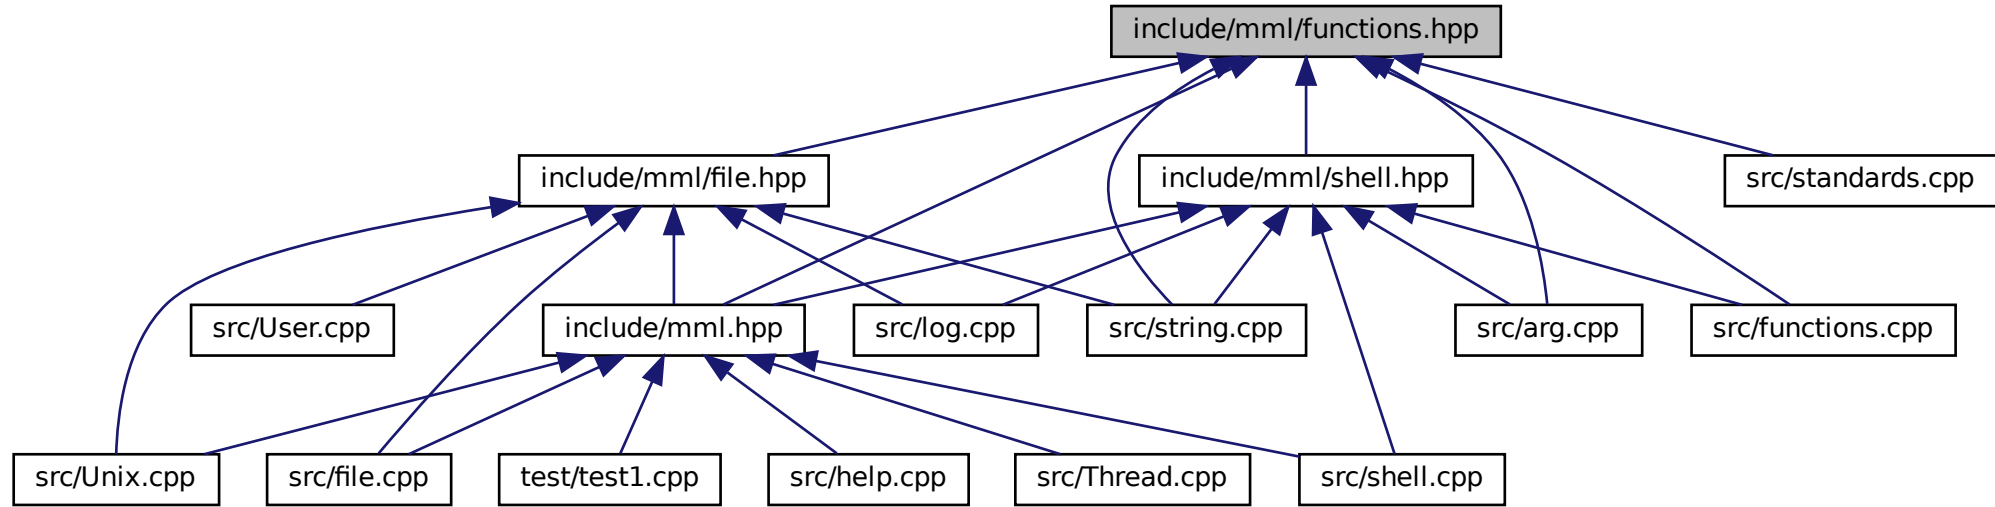 include/mml/functions.hpp
include/mml/file.hpp
include/mml/shell.hpp
src/standards.cpp
src/User.cpp
include/mml.hpp
src/log.cpp
src/string.cpp
src/arg.cpp
src/functions.cpp
src/Unix.cpp
src/file.cpp
test/test1.cpp
src/help.cpp
src/Thread.cpp
src/shell.cpp